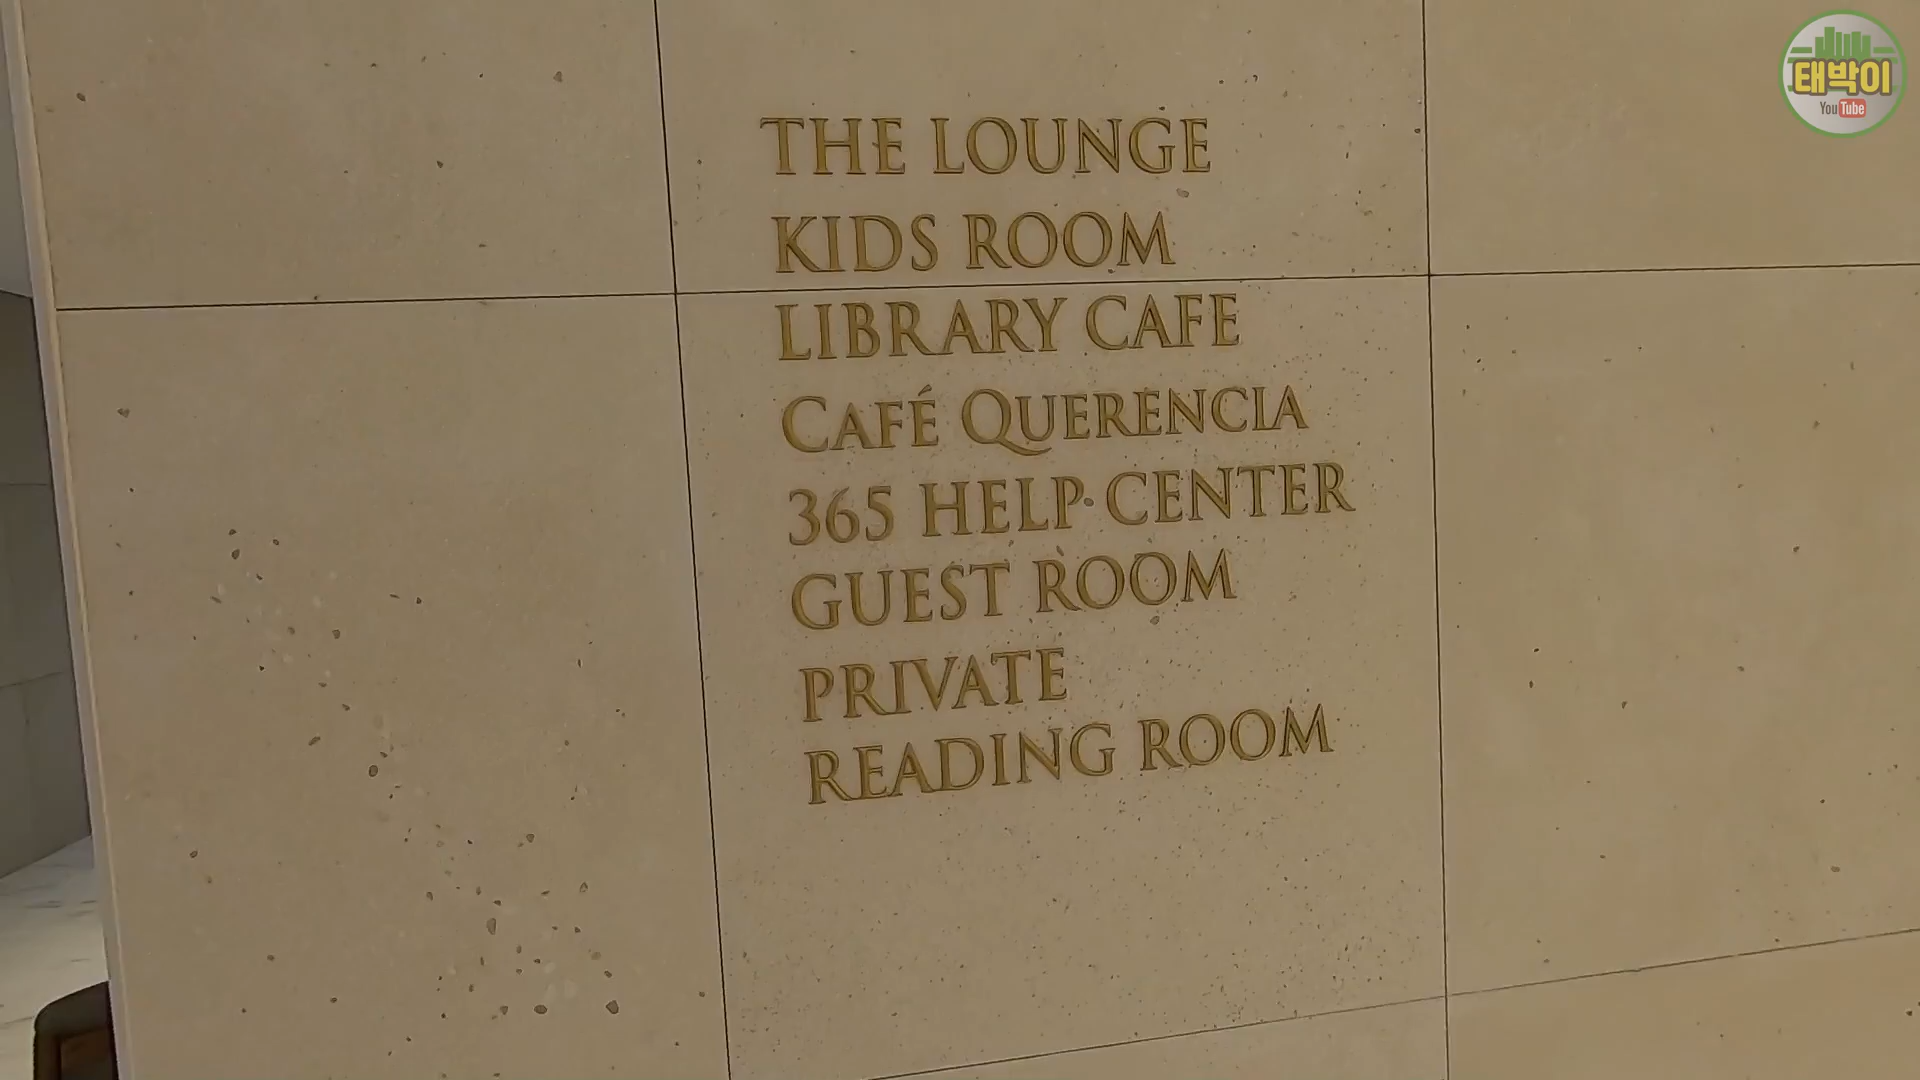 THE LOUNGE
KIDS ROOM
LIBRARY CAFE
CAFÉ QUERENCIA
365 HELP CENTER
GUEST ROOM
PRIVATE
READING ROOM
태박이
YouTube